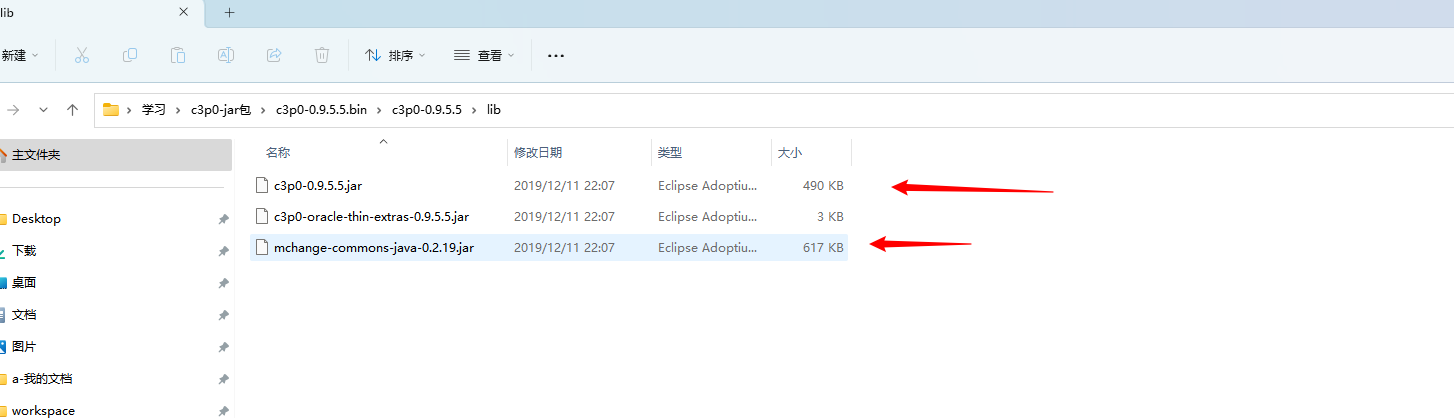 lib
新建
排序
查看
学习 c3p0-jar包 c3p0-0.9.5.5.bin c3p0-0.9.5.5 lib
主文件夹
名称 修改日期 类型 大小
c3p0-0.9.5.5.jar 2019/12/11 22:07 Eclipse Adoptiu... 490 KB
c3p0-oracle-thin-extras-0.9.5.5.jar 2019/12/11 22:07 Eclipse Adoptiu... 3 KB
mchange-commons-java-0.2.19.jar 2019/12/11 22:07 Eclipse Adoptiu... 617 KB
Desktop
下载
桌面
文档
图片
a-我的文档
workspace